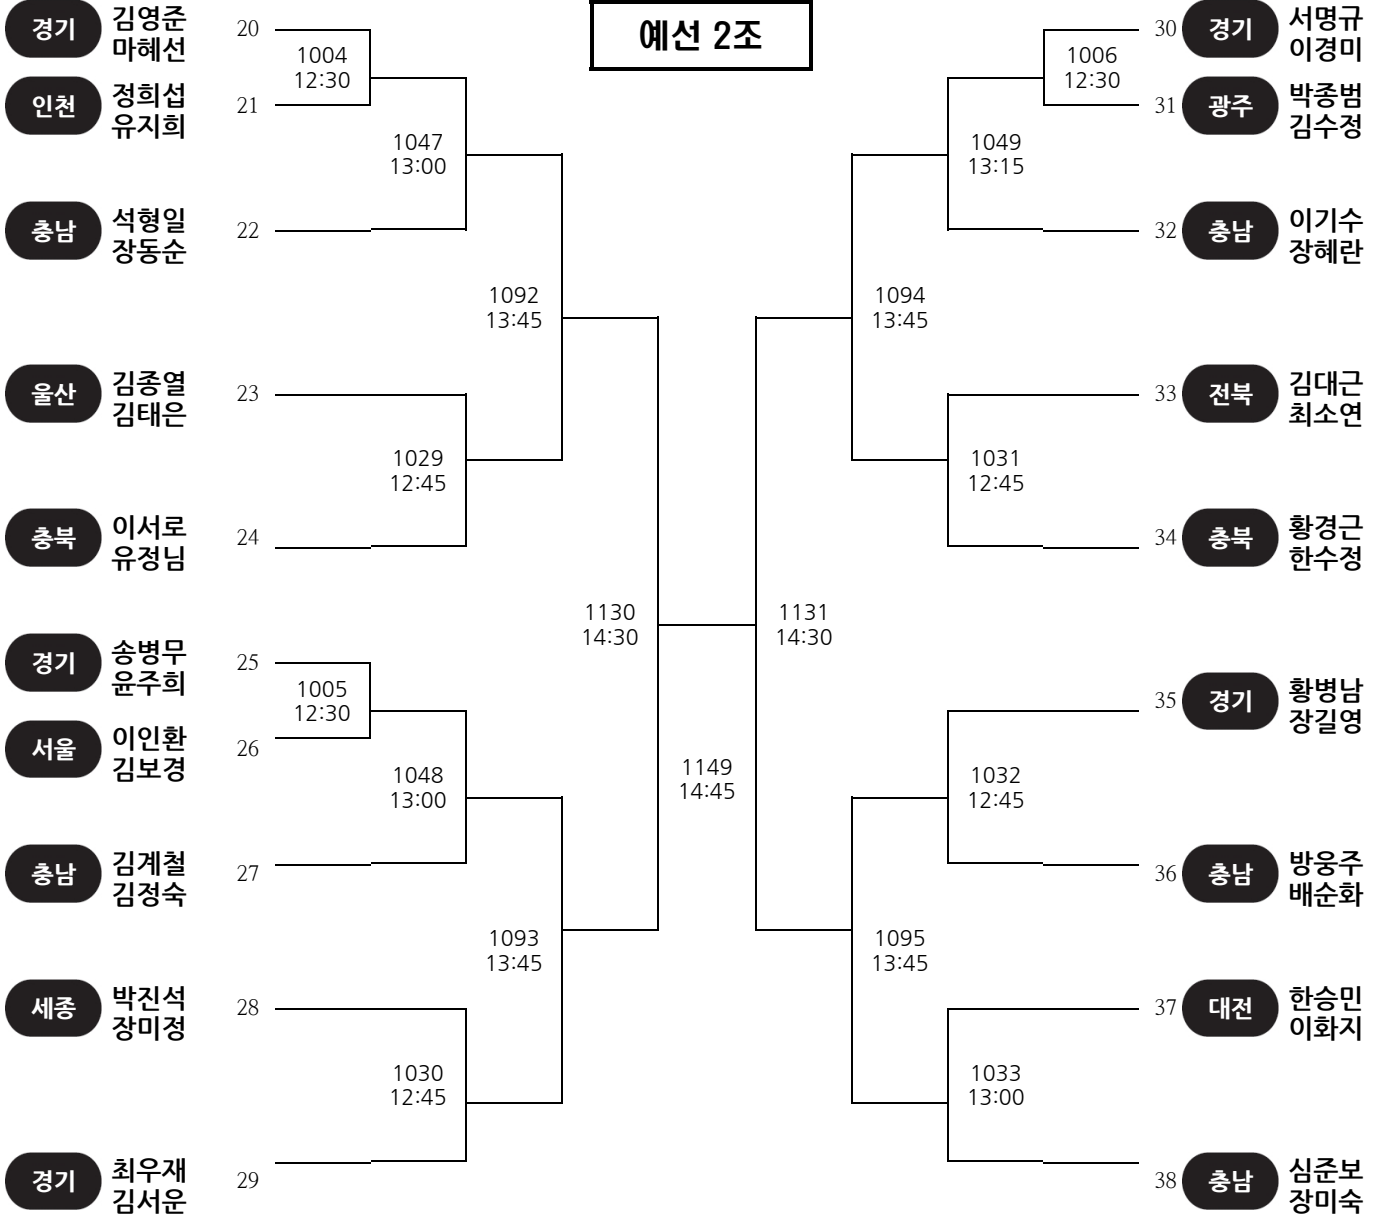 예선 2조
경기
김영준
마혜선
20
1004
12:30
인천
정희섭
유지희
21
1047
13:00
충남
석형일
장동순
22
1092
13:45
울산
김종열
김태은
23
1029
12:45
충북
이서로
유정님
24
1130
14:30
경기
송병무
윤주희
25
1005
12:30
서울
이인환
김보경
26
1048
13:00
충남
김계철
김정숙
27
1093
13:45
세종
박진석
장미정
28
1030
12:45
경기
최우재
김서운
29
1149
14:45
30
경기
서명규
이경미
1006
12:30
31
광주
박종범
김수정
1049
13:15
32
충남
이기수
장혜란
1094
13:45
33
전북
김대근
최소연
1031
12:45
34
충북
황경근
한수정
1131
14:30
35
경기
황병남
장길영
1032
12:45
36
충남
방웅주
배순화
1095
13:45
37
대전
한승민
이화지
1033
13:00
38
충남
심준보
장미숙